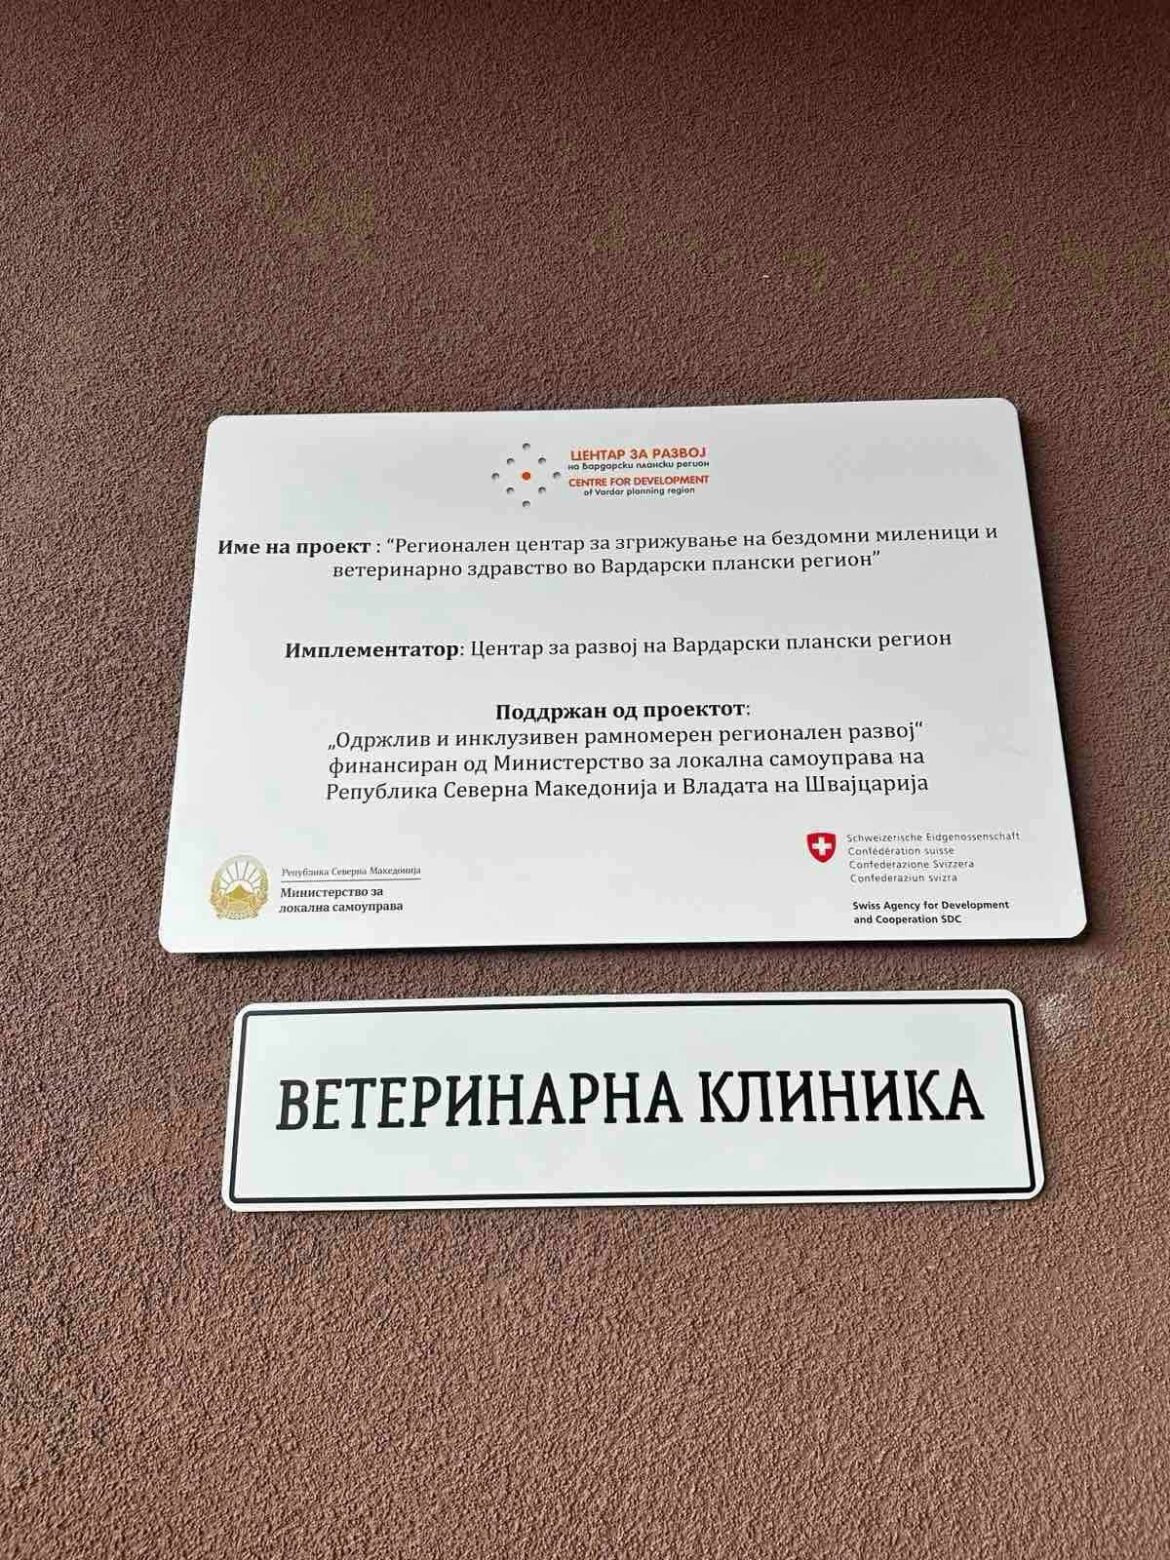 ЦЕНТАР ЗА РАЗВОЈ
на Вардарски плански регион
CENTRE FOR DEVELOPMENT
of Vardar planning region
Име на проект : “Регионален центар за згрижување на бездомни миленици и
ветеринарно здравство во Вардарски плански регион”
Имплементатор: Центар за развој на Вардарски плански регион
Поддржан од проектот:
„Одржлив и инклузивен рамномерен регионален развој“
финансиран од Министерство за локална самоуправа на
Република Северна Македонија и Владата на Швајцарија
Република Северна Македонија
Министерство за
локална самоуправа
Schweizerische Eidgenossenschaft
Confédération suisse
Confederazione Svizzera
Confederaziun svizra
Swiss Agency for Development
and Cooperation SDC
ВЕТЕРИНАРНА КЛИНИКА